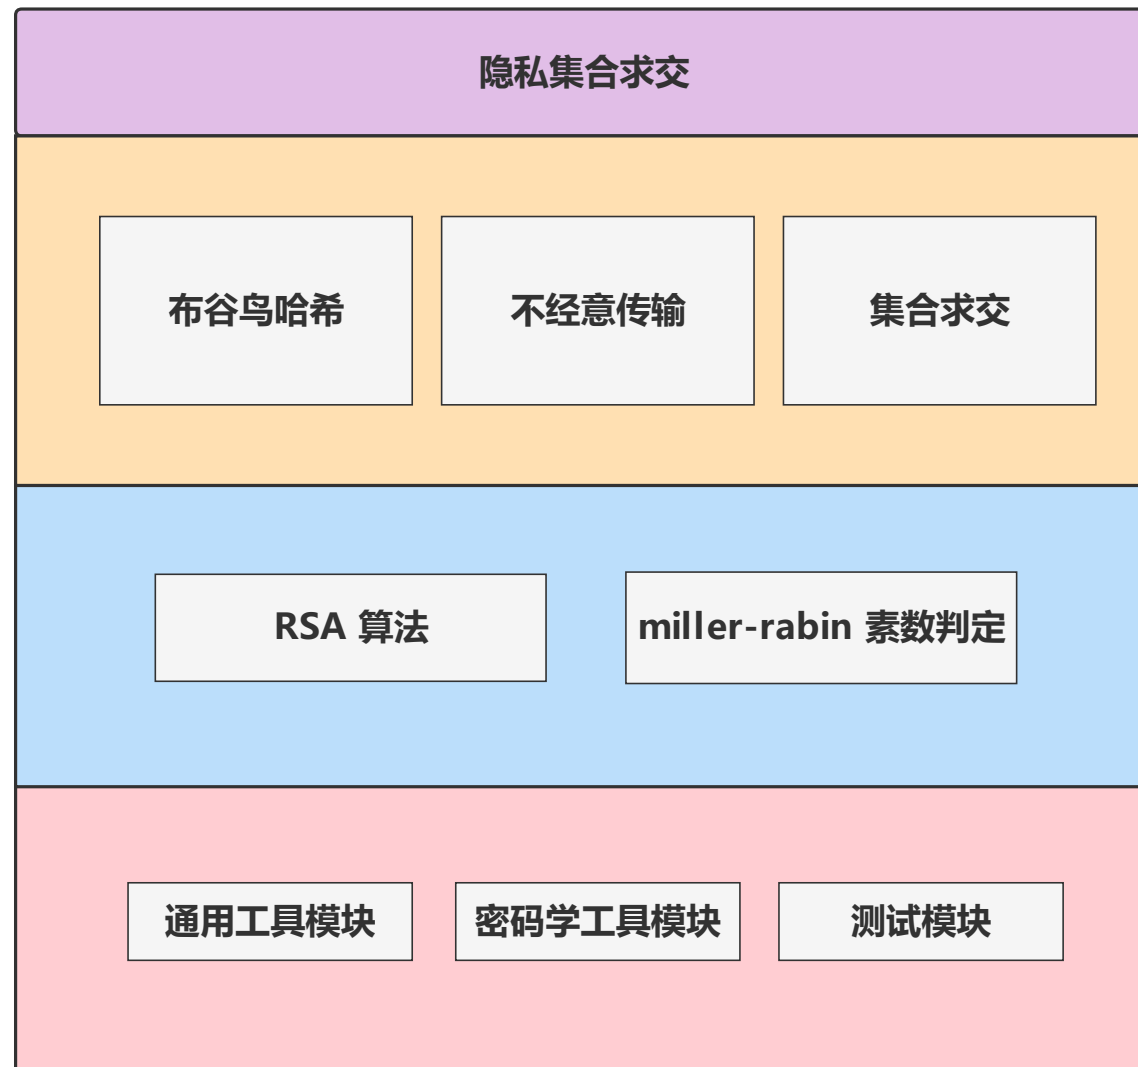 隐私集合求交
布谷鸟哈希
不经意传输
集合求交
RSA 算法
miller-rabin 素数判定
通用工具模块
密码学工具模块
测试模块